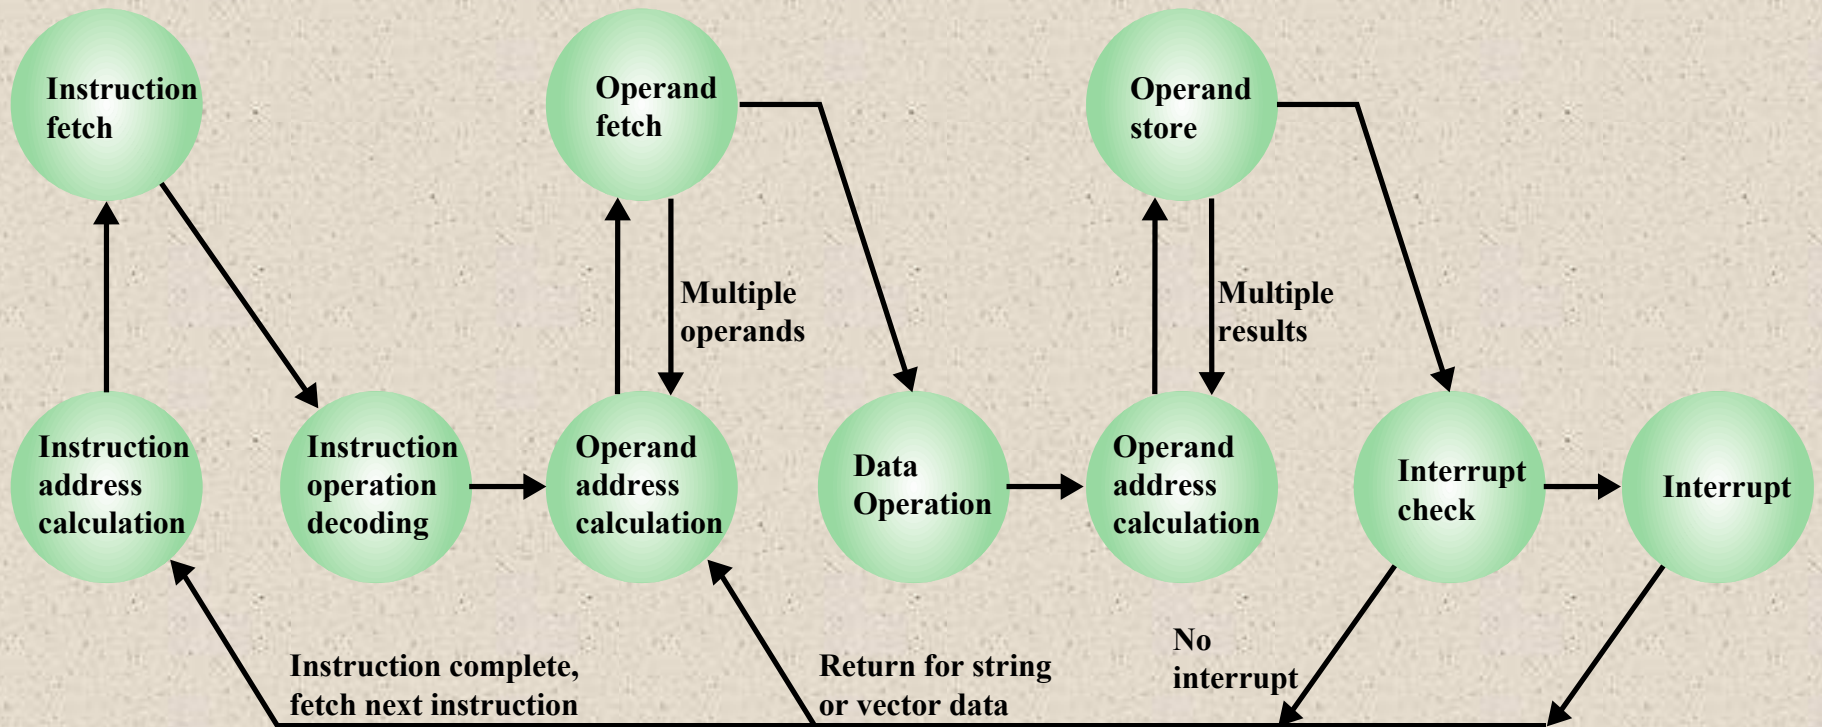 Instruction
fetch
Operand
fetch
Operand
store
Multiple
operands
Multiple
results
Instruction
address
calculation
Instruction
operation
decoding
Operand
address
calculation
Data
Operation
Operand
address
calculation
Interrupt
check
Interrupt
Instruction complete,
fetch next instruction
Return for string
or vector data
No
interrupt